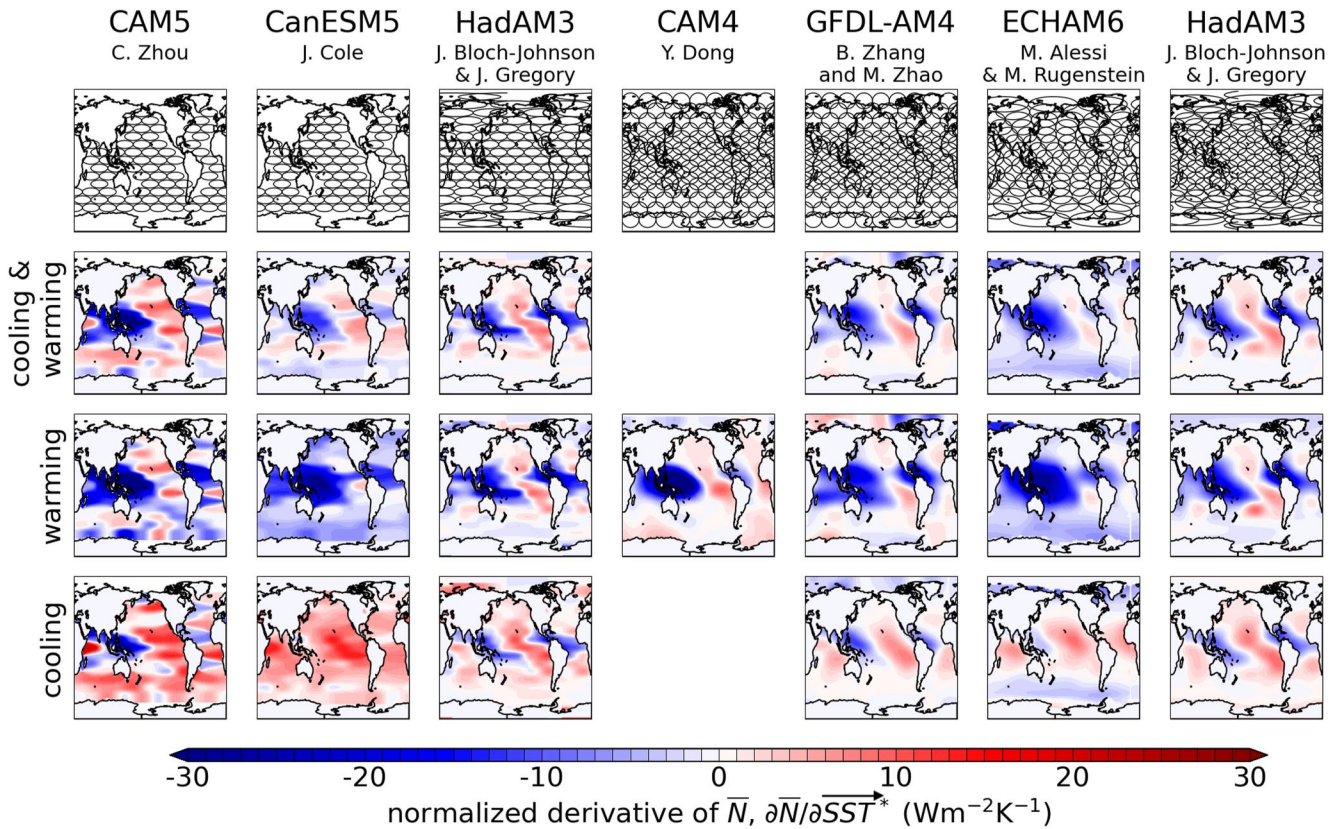 CAM5 CanESM5 HadAM3 CAM4 GFDL-AM4 ECHAM6 HadAM3
C. Zhou J. Cole J. Bloch-Johnson Y. Dong B. Zhang M. Alessi J. Bloch-Johnson
& J. Gregory and M. Zhao & M. Rugenstein & J. Gregory
cooling &
warming
warming
cooling
-30 -20 -10 0 10 20 30
normalized derivative of N̅, ∂N̅/∂SST⃗* (Wm⁻²K⁻¹)